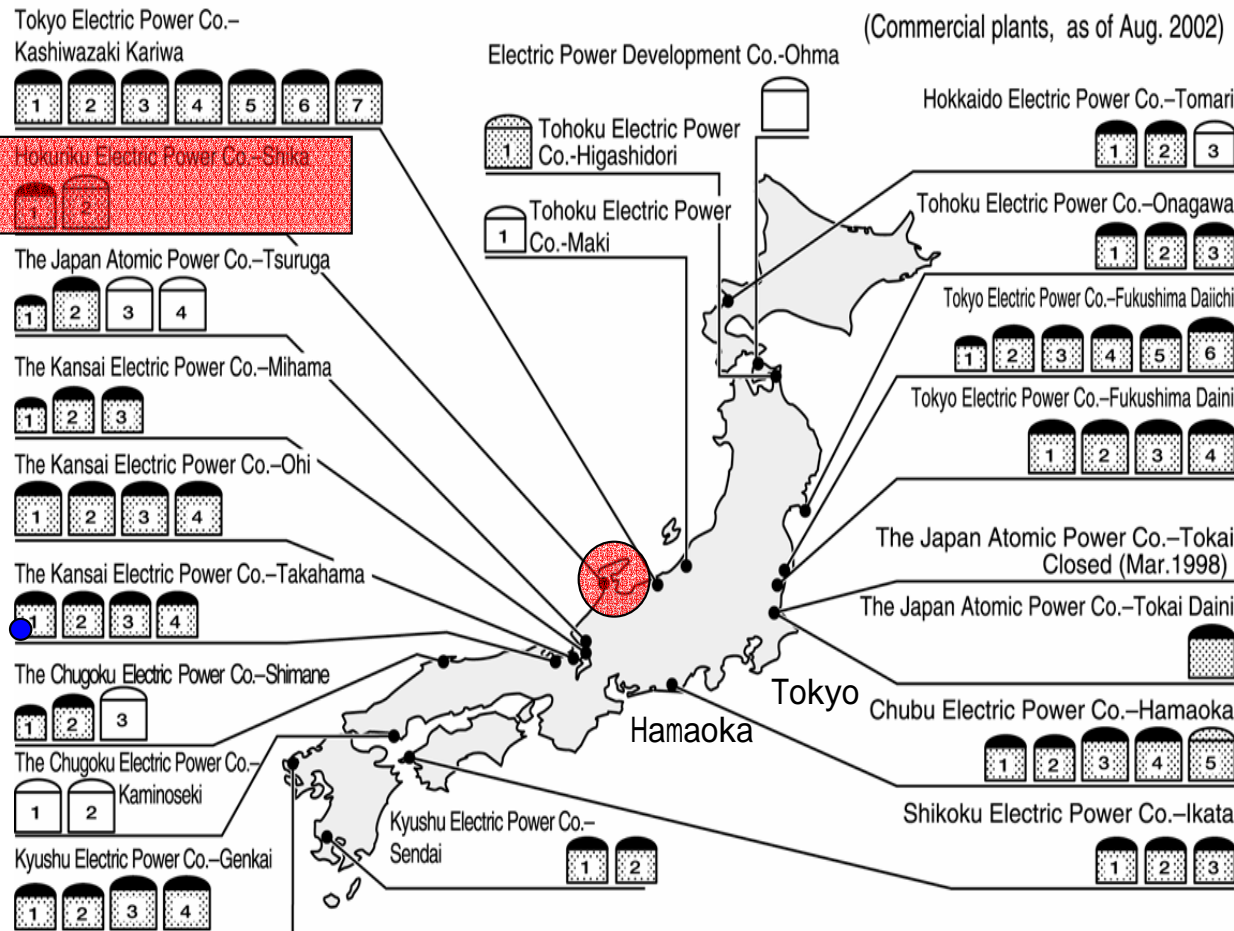 (Commercial plants, as of Aug. 2002)
Tokyo Electric Power Co.–
Kashiwazaki Kariwa
1 2 3 4 5 6 7
Hokuriku Electric Power Co.–Shika
1 2
The Japan Atomic Power Co.–Tsuruga
1 2 3 4
The Kansai Electric Power Co.–Mihama
1 2 3
The Kansai Electric Power Co.–Ohi
1 2 3 4
The Kansai Electric Power Co.–Takahama
1 2 3 4
The Chugoku Electric Power Co.–Shimane
1 2 3
The Chugoku Electric Power Co.–
Kaminoseki
1 2
Kyushu Electric Power Co.–Genkai
1 2 3 4
Electric Power Development Co.-Ohma
1 Tohoku Electric Power
Co.-Higashidori
Tohoku Electric Power
1 Co.-Maki
Kyushu Electric Power Co.–
Sendai
1 2
Hamaoka
Tokyo
Hokkaido Electric Power Co.–Tomari
1 2 3
Tohoku Electric Power Co.–Onagawa
1 2 3
Tokyo Electric Power Co.–Fukushima Daiichi
1 2 3 4 5 6
Tokyo Electric Power Co.–Fukushima Daini
1 2 3 4
The Japan Atomic Power Co.–Tokai
Closed (Mar.1998)
The Japan Atomic Power Co.–Tokai Daini
Chubu Electric Power Co.–Hamaoka
1 2 3 4 5
Shikoku Electric Power Co.–Ikata
1 2 3